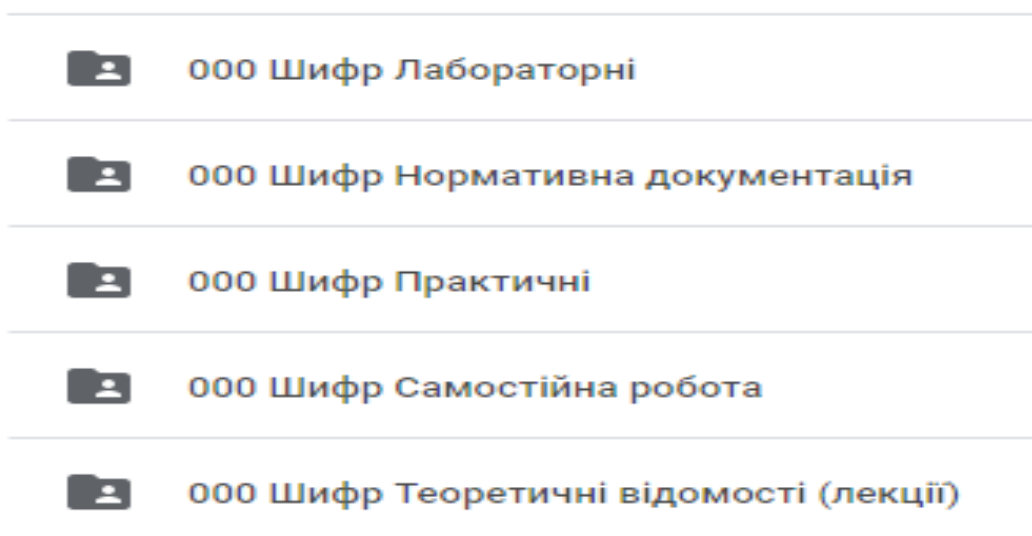 000 Шифр Лабораторні
000 Шифр Нормативна документація
000 Шифр Практичні
000 Шифр Самостійна робота
000 Шифр Теоретичні відомості (лекції)